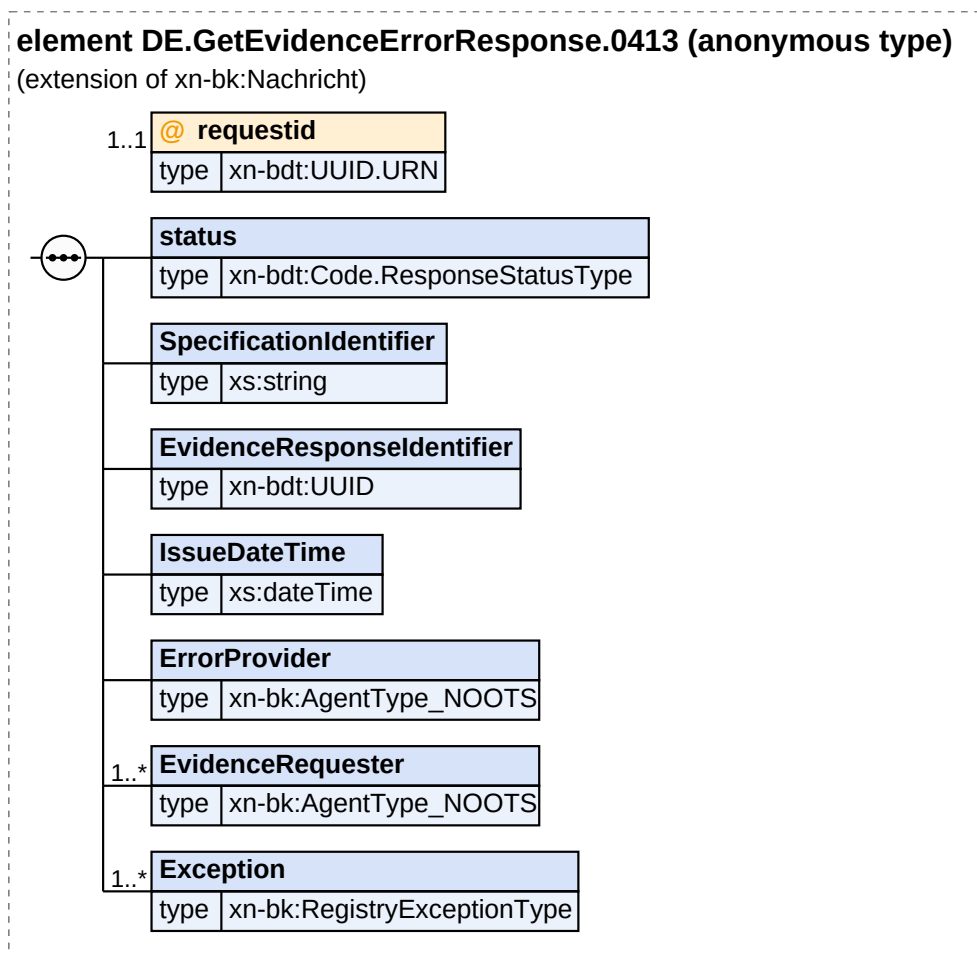 element DE.GetEvidenceErrorResponse.0413 (anonymous type)
(extension of xn-bk:Nachricht)
1..1 @ requestid
type xn-bdt:UUID.URN
status
type xn-bdt:Code.ResponseStatusType
SpecificationIdentifier
type xs:string
EvidenceResponseIdentifier
type xn-bdt:UUID
IssueDateTime
type xs:dateTime
ErrorProvider
type xn-bk:AgentType_NOOTS
1..* EvidenceRequester
type xn-bk:AgentType_NOOTS
1..* Exception
type xn-bk:RegistryExceptionType